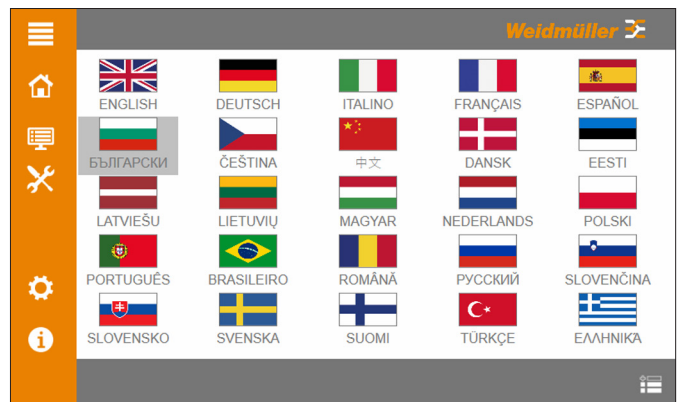 Weidmüller
ENGLISH DEUTSCH ITALINO FRANÇAIS ESPAÑOL
БЪЛГАРСКИ ČEŠTINA 中文 DANSK EESTI
LATVIEŠU LIETUVIŲ MAGYAR NEDERLANDS POLSKI
PORTUGUÊS BRASILEIRO ROMÂNĂ РУССКИЙ SLOVENČINA
SLOVENSKO SVENSKA SUOMI TÜRKÇE ΕΛΛΗΝΙΚΆ